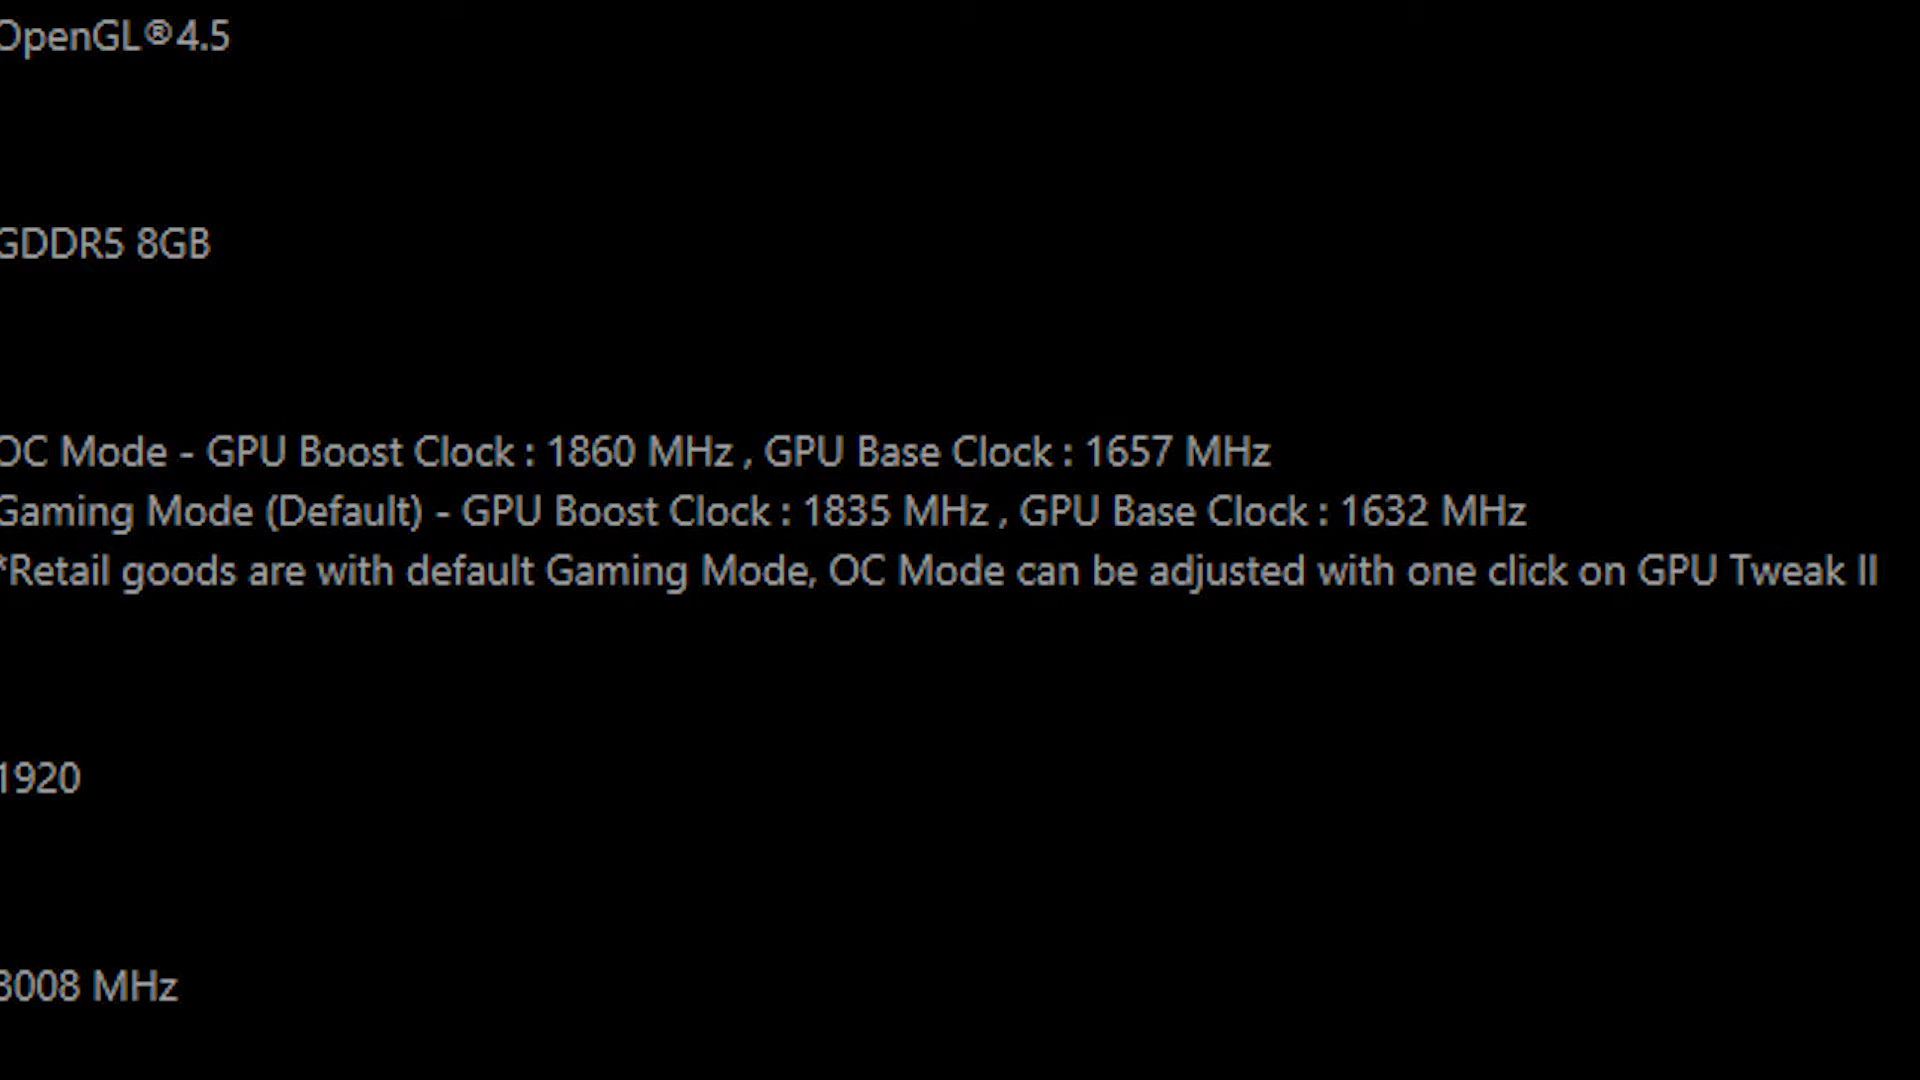 OpenGL®4.5
GDDR5 8GB
OC Mode - GPU Boost Clock : 1860 MHz , GPU Base Clock : 1657 MHz
Gaming Mode (Default) - GPU Boost Clock : 1835 MHz , GPU Base Clock : 1632 MHz
*Retail goods are with default Gaming Mode, OC Mode can be adjusted with one click on GPU Tweak II
1920
8008 MHz